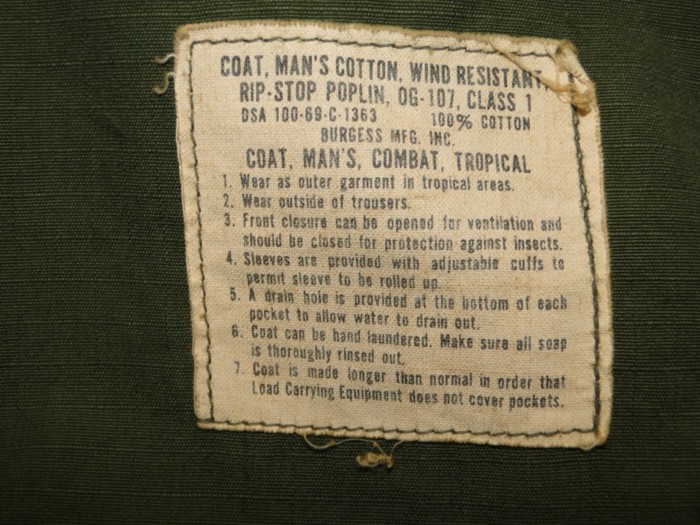 COAT, MAN'S COTTON, WIND RESISTANT,
RIP-STOP POPLIN, OG-107, CLASS 1
DSA 100-69-C-1363 100% COTTON
BURGESS MFG. INC.
COAT, MAN'S, COMBAT, TROPICAL
1. Wear as outer garment in tropical areas.
2. Wear outside of trousers.
3. Front closure can be opened for ventilation and
should be closed for protection against insects.
4. Sleeves are provided with adjustable cuffs to
permit sleeve to be rolled up.
5. A drain hole is provided at the bottom of each
pocket to allow water to drain out.
6. Coat can be hand laundered. Make sure all soap
is thoroughly rinsed out.
7. Coat is made longer than normal in order that
Load Carrying Equipment does not cover pockets.